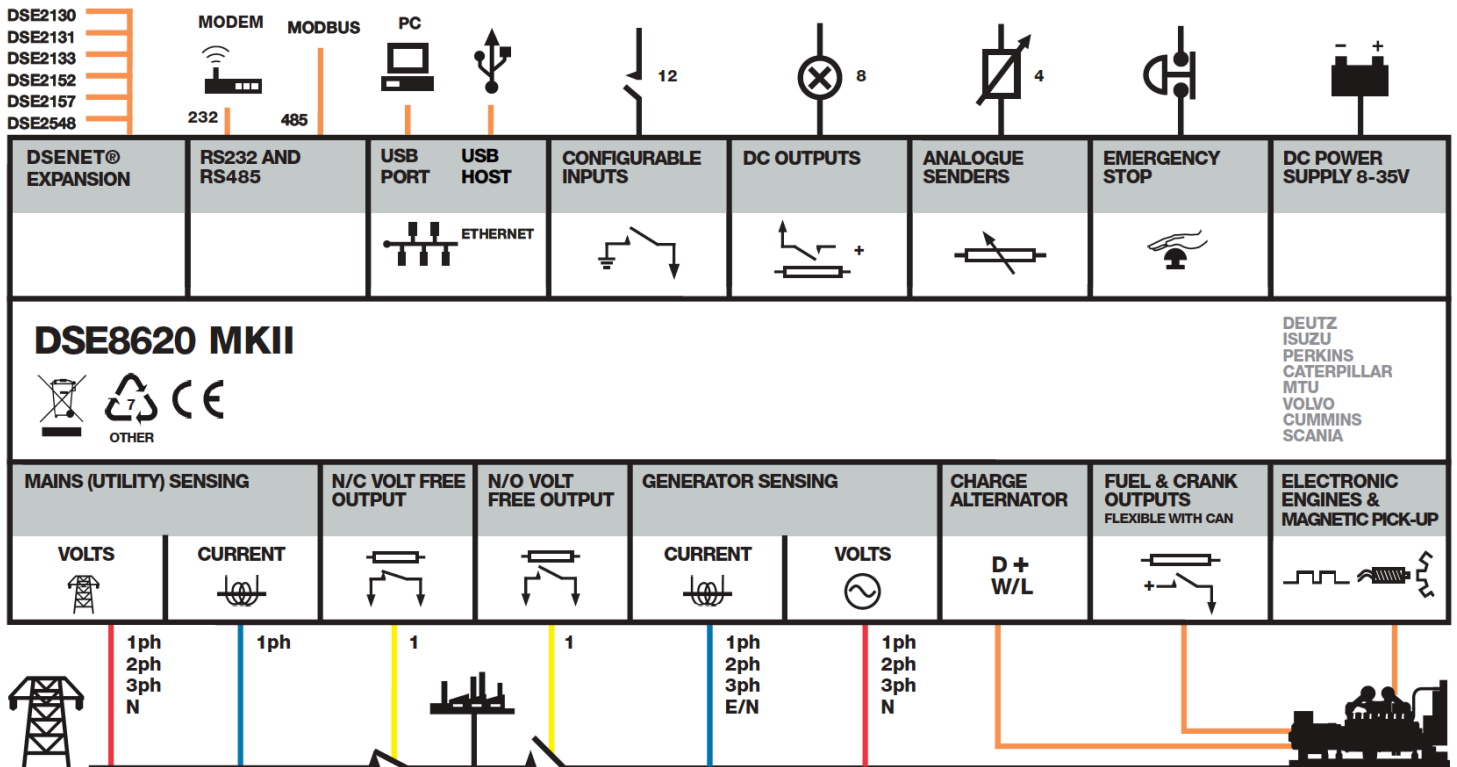 DSE2130
DSE2131
DSE2133
DSE2152
DSE2157
DSE2548
MODEM
232
MODBUS
485
PC
12
8
4
- +
DSENET®
EXPANSION
RS232 AND
RS485
USB
PORT
USB
HOST
ETHERNET
CONFIGURABLE
INPUTS
DC OUTPUTS
+
ANALOGUE
SENDERS
EMERGENCY
STOP
DC POWER
SUPPLY 8-35V
DSE8620 MKII
7
OTHER
CE
DEUTZ
ISUZU
PERKINS
CATERPILLAR
MTU
VOLVO
CUMMINS
SCANIA
MAINS (UTILITY) SENSING
VOLTS
CURRENT
N/C VOLT FREE
OUTPUT
N/O VOLT
FREE OUTPUT
GENERATOR SENSING
CURRENT
VOLTS
CHARGE
ALTERNATOR
D+
W/L
FUEL & CRANK
OUTPUTS
FLEXIBLE WITH CAN
+
ELECTRONIC
ENGINES &
MAGNETIC PICK-UP
1ph
2ph
3ph
N
1ph
1
1
1ph
2ph
3ph
E/N
1ph
2ph
3ph
N